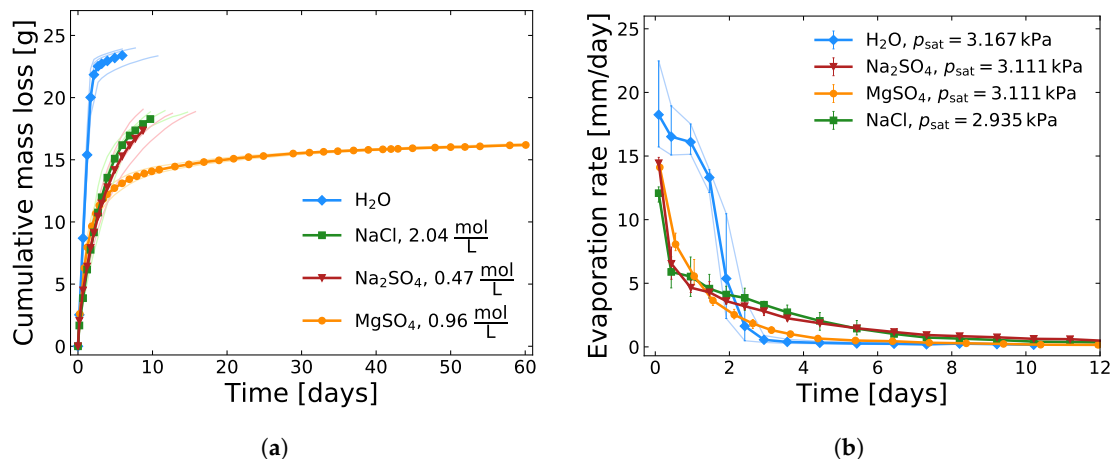 Cumulative mass loss [g]
25
20
15
10
5
0
H₂O
NaCl, 2.04 mol/L
Na₂SO₄, 0.47 mol/L
MgSO₄, 0.96 mol/L
0 10 20 30 40 50 60
Time [days]
(a)
Evaporation rate [mm/day]
25
20
15
10
5
0
H₂O, p_sat = 3.167 kPa
Na₂SO₄, p_sat = 3.111 kPa
MgSO₄, p_sat = 3.111 kPa
NaCl, p_sat = 2.935 kPa
0 2 4 6 8 10 12
Time [days]
(b)